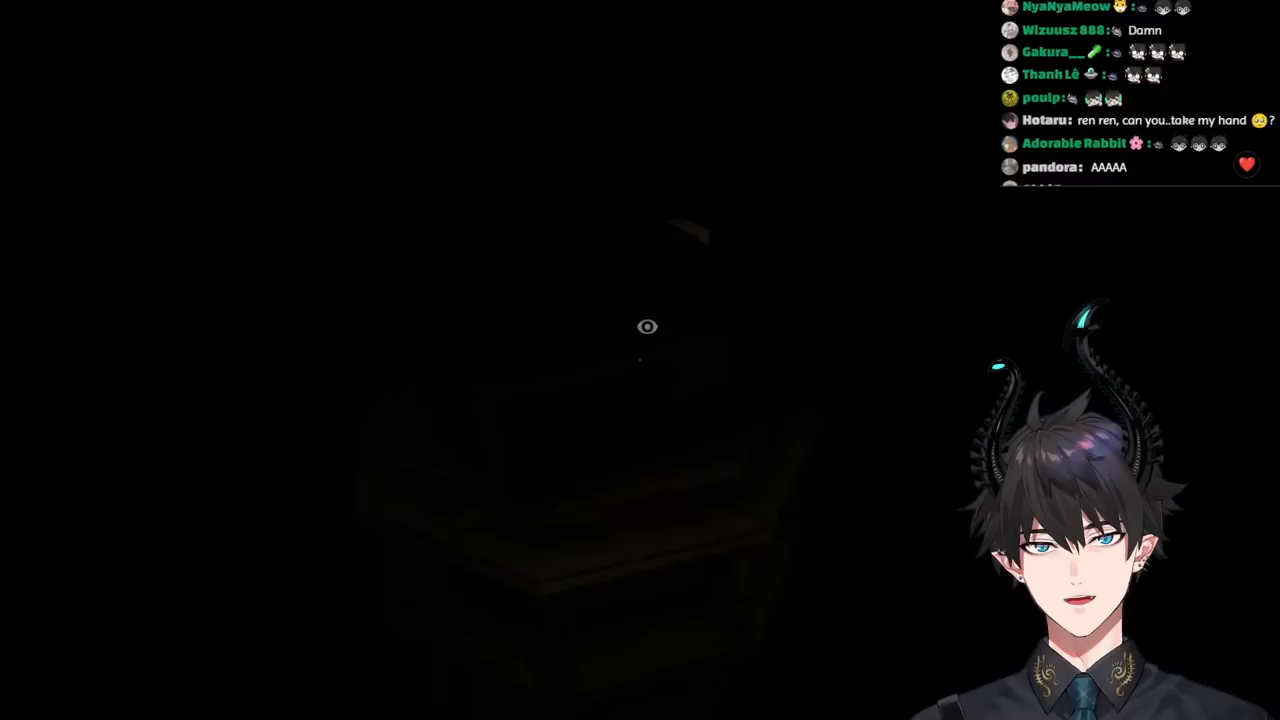 NyaNyaMeow :
Wizuusz 888: Damn
Gakura__ :
Thanh Lê :
poulp:
Hotaru: ren ren, can you..take my hand 🥺?
Adorable Rabbit 🌸 :
pandora: AAAAA